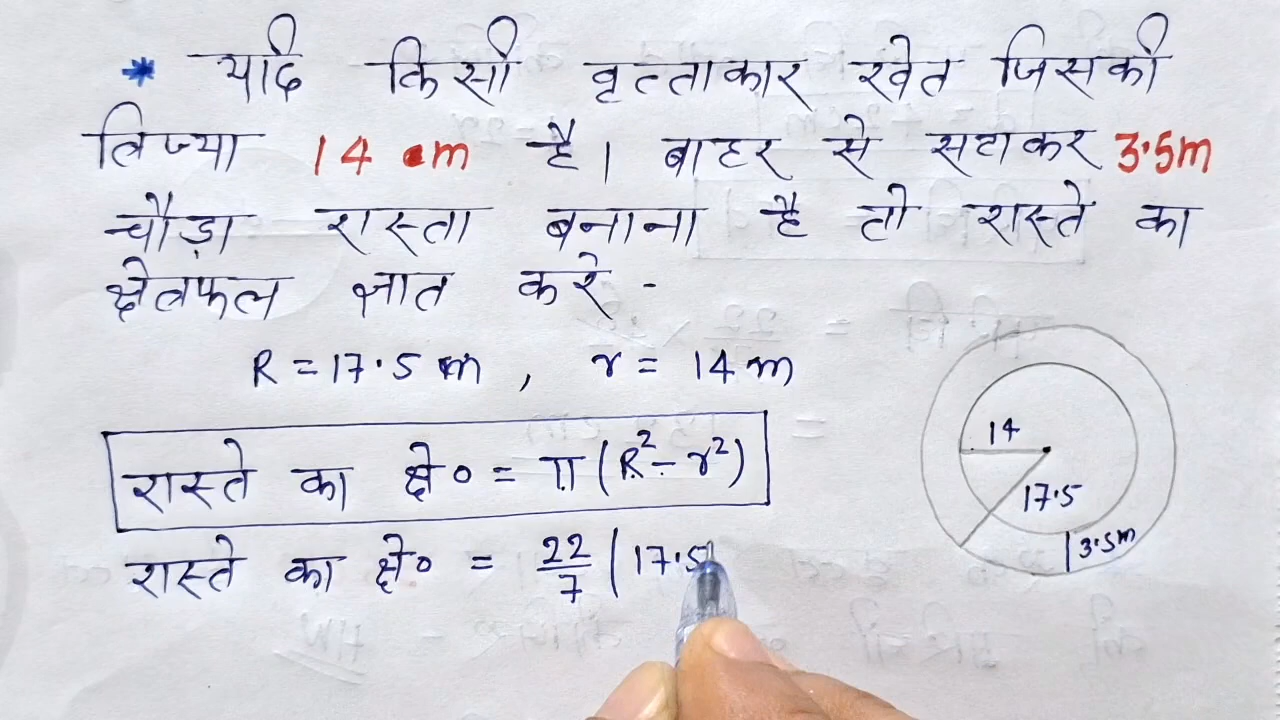 * यदि किसी वृत्ताकार खेत जिसकी
त्रिज्या 14 m है। बाहर से सटाकर 3.5m
चौड़ा रास्ता बनाना है तो रास्ते का
क्षेत्रफल ज्ञात करे -
R = 17.5 m , r = 14 m
रास्ते का क्षे० = π (R² - r²)
रास्ते का क्षे० = 22/7 ( 17.5
14
17.5
3.5m